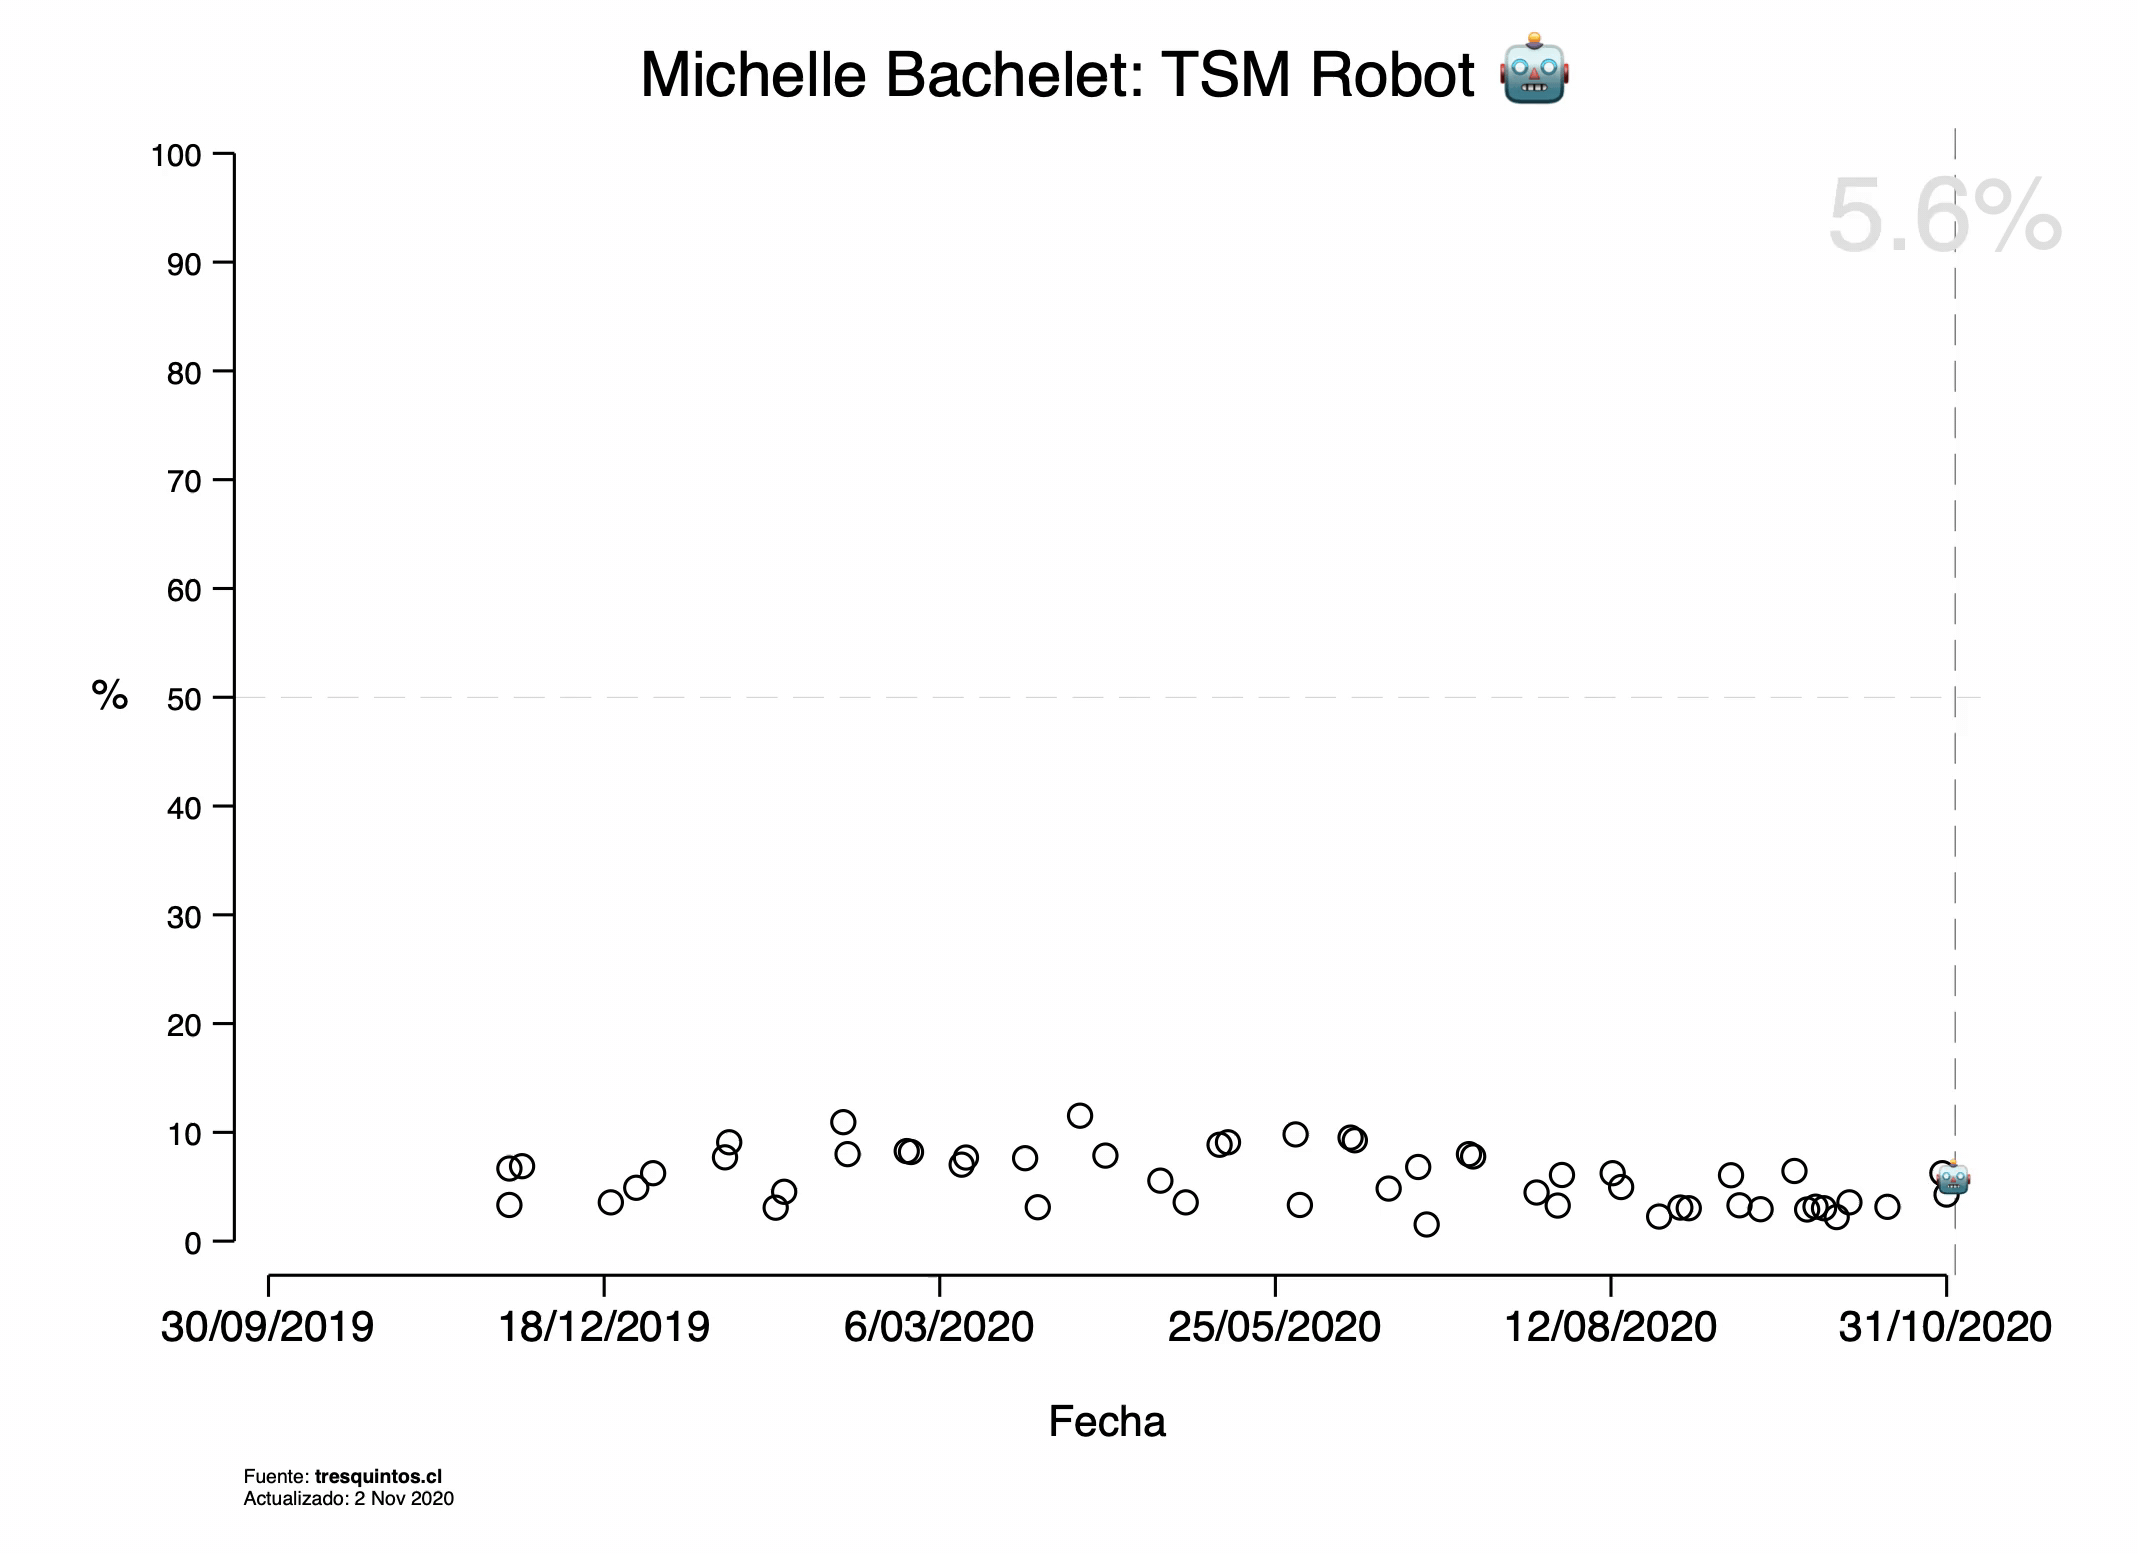 Michelle Bachelet: TSM Robot 🤖
5.6%
100
90
80
70
60
% 50
40
30
20
10
0
30/09/2019 18/12/2019 6/03/2020 25/05/2020 12/08/2020 31/10/2020
Fecha
Fuente: tresquintos.cl
Actualizado: 2 Nov 2020